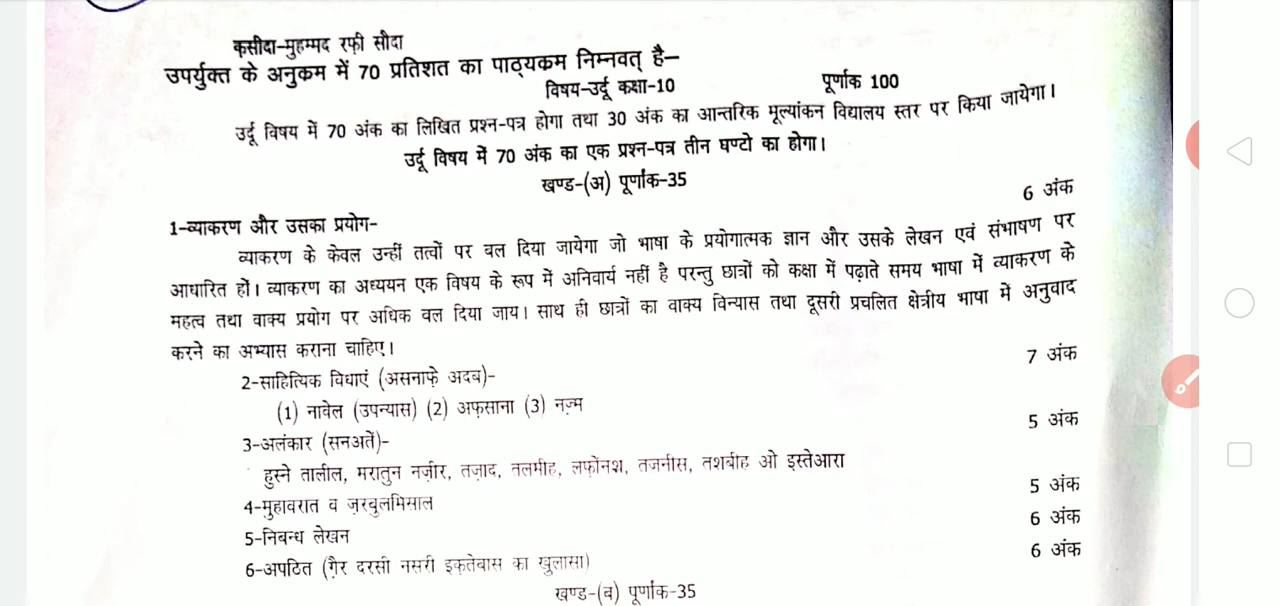 कृसीदा-मुहम्मद रफ़ी सौदा
उपर्युक्त के अनुक्रम में 70 प्रतिशत का पाठ्यक्रम निम्नवत् है–
विषय-उर्दू कक्षा-10
पूर्णांक 100
उर्दू विषय में 70 अंक का लिखित प्रश्न-पत्र होगा तथा 30 अंक का आन्तरिक मूल्यांकन विद्यालय स्तर पर किया जायेगा।
उर्दू विषय में 70 अंक का एक प्रश्न-पत्र तीन घण्टो का होगा।
खण्ड-(अ) पूर्णांक-35
6 अंक
1-व्याकरण और उसका प्रयोग-
व्याकरण के केवल उन्हीं तत्वों पर बल दिया जायेगा जो भाषा के प्रयोगात्मक ज्ञान और उसके लेखन एवं संभाषण पर
आधारित हों। व्याकरण का अध्ययन एक विषय के रूप में अनिवार्य नहीं है परन्तु छात्रों को कक्षा में पढ़ाते समय भाषा में व्याकरण के
महत्व तथा वाक्य प्रयोग पर अधिक बल दिया जाय। साथ ही छात्रों का वाक्य विन्यास तथा दूसरी प्रचलित क्षेत्रीय भाषा में अनुवाद
करने का अभ्यास कराना चाहिए।
2-साहित्यिक विधाएं (असनाफ़े अदब)- 7 अंक
(1) नावेल (उपन्यास) (2) अफ़साना (3) नज़्म
3-अलंकार (सनअतें)- 5 अंक
हुस्ने तालील, मरातुन नज़ीर, तज़ाद, तलमीह, लफ़ोंनश, तजनीस, तशबीह ओ इस्तेआरा
4-मुहावरात व ज़रबुलमिसाल 5 अंक
5-निबन्ध लेखन 6 अंक
6-अपठित (ग़ैर दरसी नसरी इक़्तेबास का खुलासा) 6 अंक
खण्ड-(ब) पूर्णांक-35